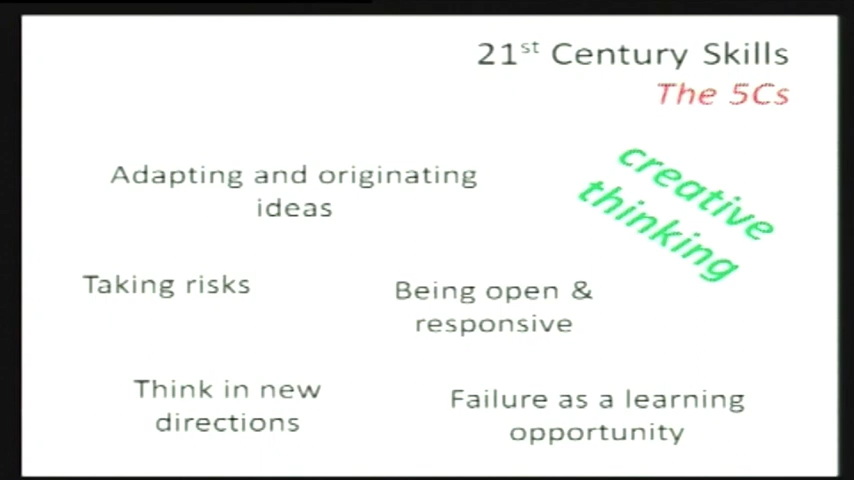 21st Century Skills
The 5Cs
creative
thinking
Adapting and originating
ideas
Taking risks
Being open &
responsive
Think in new
directions
Failure as a learning
opportunity